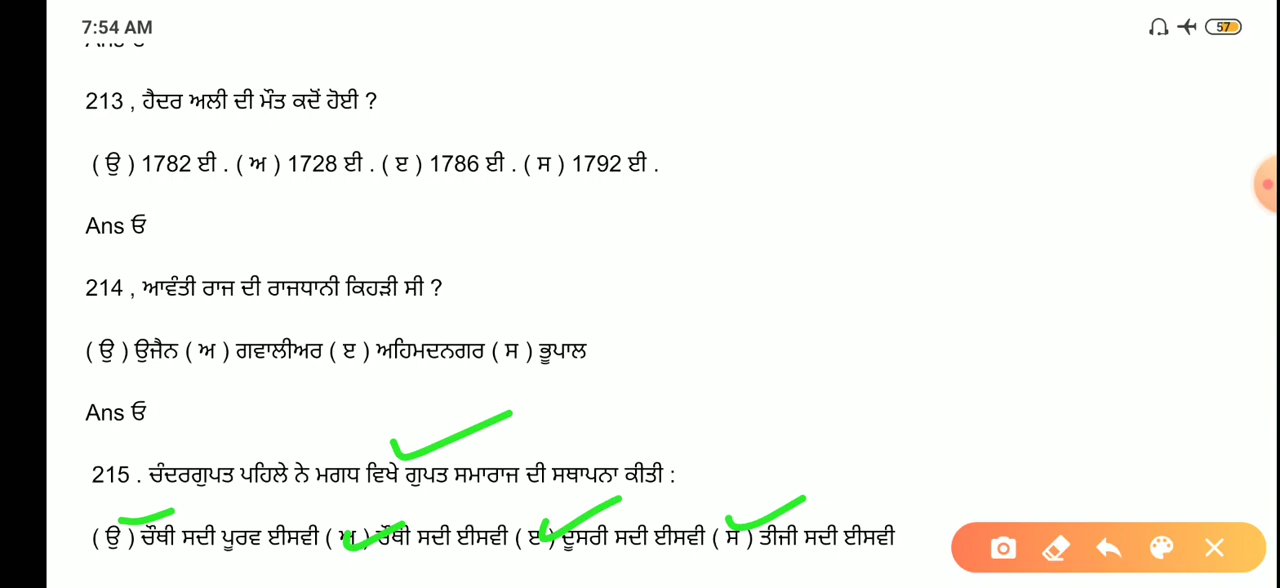 7:54 AM
57
213 , ਹੈਦਰ ਅਲੀ ਦੀ ਮੌਤ ਕਦੋਂ ਹੋਈ ?
( ਉ ) 1782 ਈ . ( ਅ ) 1728 ਈ . ( ੲ ) 1786 ਈ . ( ਸ ) 1792 ਈ .
Ans ਓ
214 , ਆਵੰਤੀ ਰਾਜ ਦੀ ਰਾਜਧਾਨੀ ਕਿਹੜੀ ਸੀ ?
( ਉ ) ਉਜੈਨ ( ਅ ) ਗਵਾਲੀਅਰ ( ੲ ) ਅਹਿਮਦਨਗਰ ( ਸ ) ਭੂਪਾਲ
Ans ਓ
215 . ਚੰਦਰਗੁਪਤ ਪਹਿਲੇ ਨੇ ਮਗਧ ਵਿਖੇ ਗੁਪਤ ਸਮਾਰਾਜ ਦੀ ਸਥਾਪਨਾ ਕੀਤੀ :
( ਉ ) ਚੌਥੀ ਸਦੀ ਪੂਰਵ ਈਸਵੀ ( ਅ ) ਚੌਥੀ ਸਦੀ ਈਸਵੀ ( ੲ ) ਦੂਸਰੀ ਸਦੀ ਈਸਵੀ ( ਸ ) ਤੀਜੀ ਸਦੀ ਈਸਵੀ